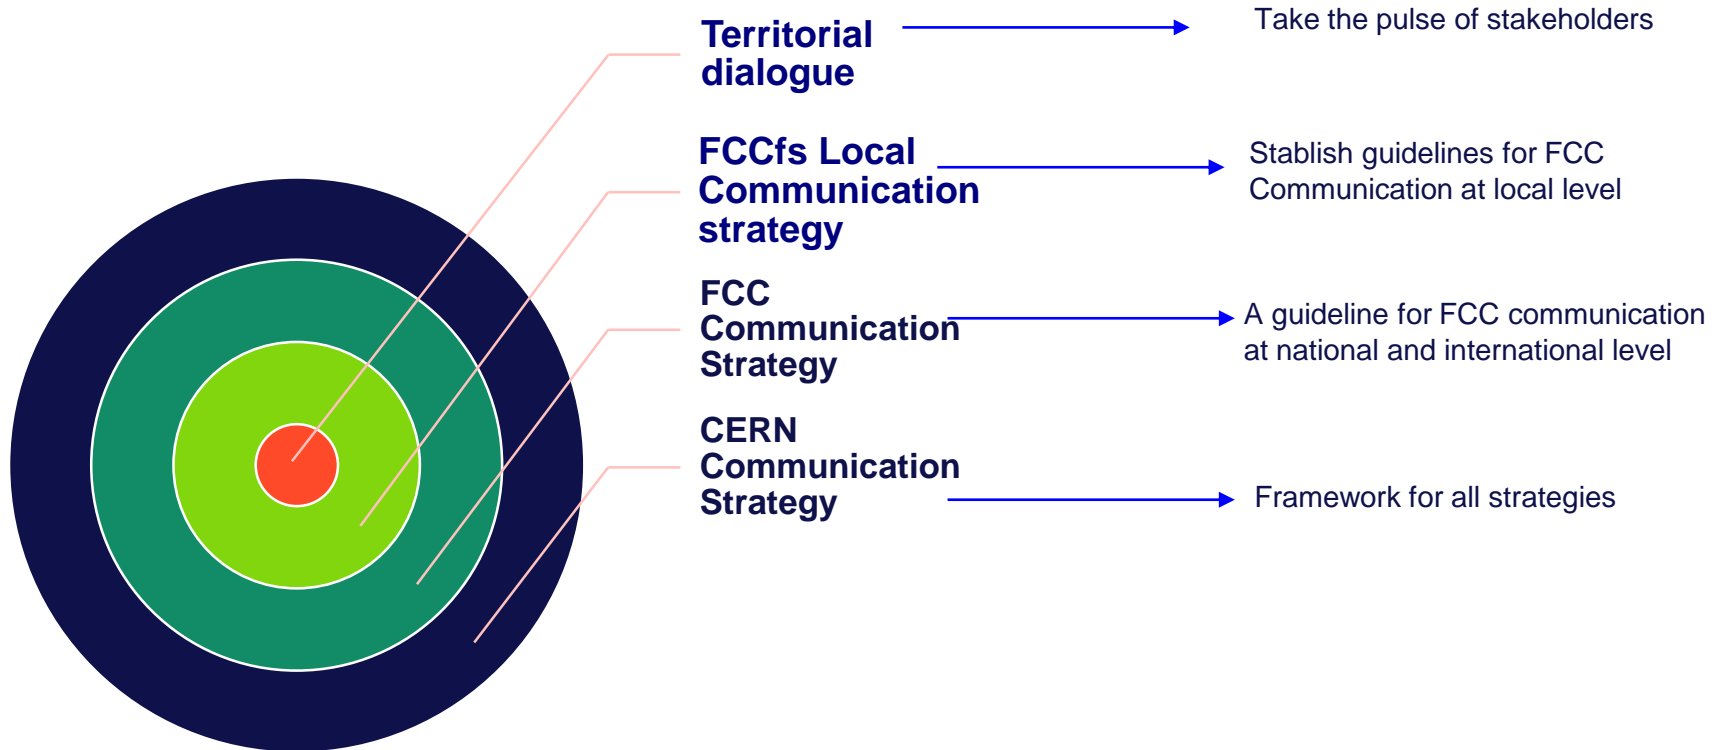 Territorial
dialogue
Take the pulse of stakeholders
FCCfs Local
Communication
strategy
Stablish guidelines for FCC
Communication at local level
FCC
Communication
Strategy
A guideline for FCC communication
at national and international level
CERN
Communication
Strategy
Framework for all strategies